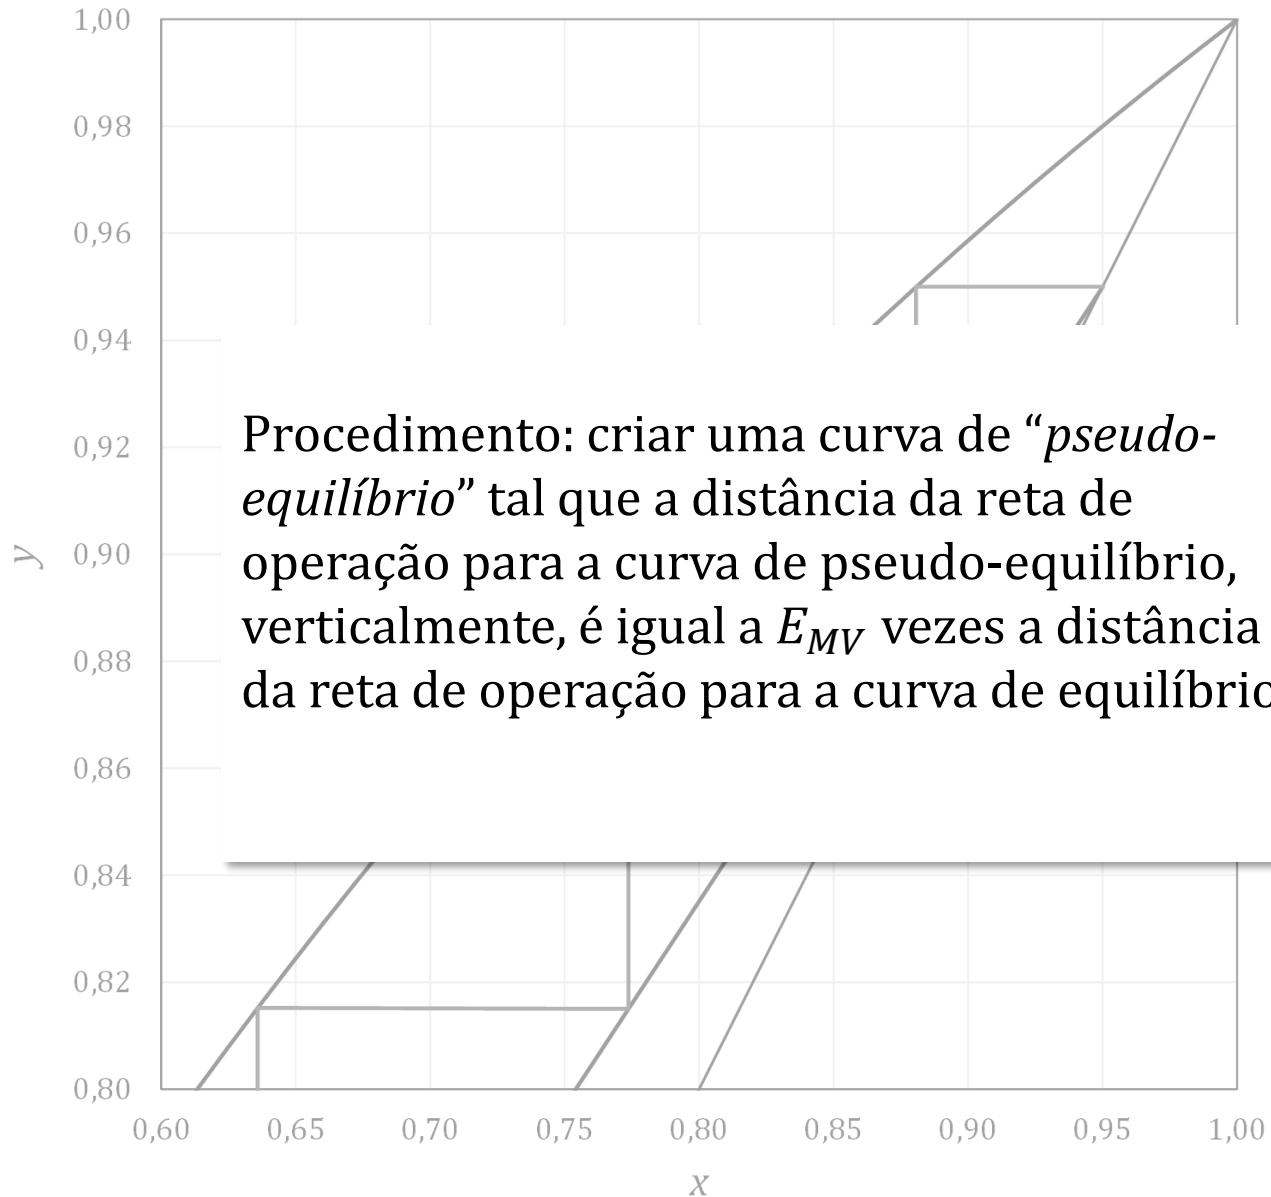 1,00
0,98
0,96
0,94
0,92
0,90
0,88
0,86
0,84
0,82
0,80
y
Procedimento: criar uma curva de “pseudo-
equilíbrio” tal que a distância da reta de
operação para a curva de pseudo-equilíbrio,
verticalmente, é igual a E_MV vezes a distância
da reta de operação para a curva de equilíbrio
0,60 0,65 0,70 0,75 0,80 0,85 0,90 0,95 1,00
x